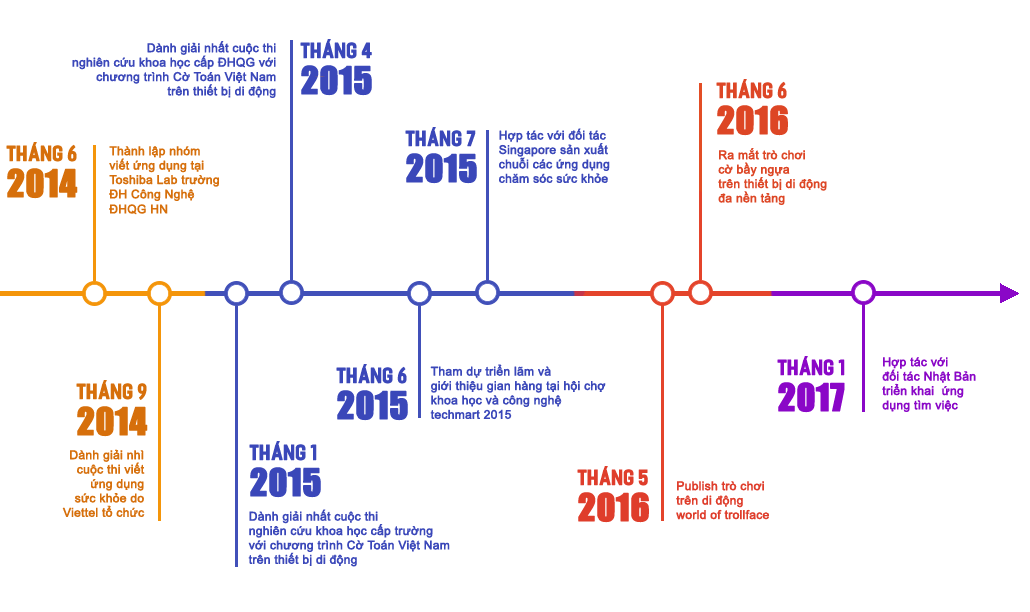 THÁNG 6
2014
Thành lập nhóm
viết ứng dụng tại
Toshiba Lab trường
ĐH Công Nghệ
ĐHQG HN
THÁNG 9
2014
Dành giải nhì
cuộc thi viết
ứng dụng
sức khỏe do
Viettel tổ chức
THÁNG 1
2015
Dành giải nhất cuộc thi
nghiên cứu khoa học cấp trường
với chương trình Cờ Toán Việt Nam
trên thiết bị di động
Dành giải nhất cuộc thi
nghiên cứu khoa học cấp ĐHQG với
chương trình Cờ Toán Việt Nam
trên thiết bị di động
THÁNG 4
2015
THÁNG 6
2015
Tham dự triển lãm và
giới thiệu gian hàng tại hội chợ
khoa học và công nghệ
techmart 2015
THÁNG 7
2015
Hợp tác với đối tác
Singapore sản xuất
chuỗi các ứng dụng
chăm sóc sức khỏe
THÁNG 5
2016
Publish trò chơi
trên di động
world of trollface
THÁNG 6
2016
Ra mắt trò chơi
cờ bầy ngựa
trên thiết bị di động
đa nền tảng
THÁNG 1
2017
Hợp tác với
đối tác Nhật Bản
triển khai ứng
dụng tìm việc